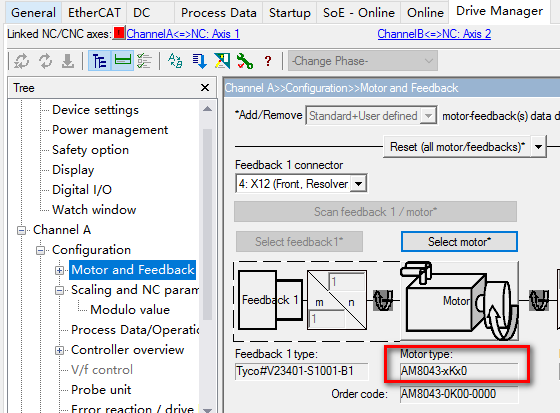 General EtherCAT DC Process Data Startup SoE - Online Online Drive Manager
Linked NC/CNC axes: ChannelA<=>NC: Axis 1 ChannelB<=>NC: Axis 2
-Change Phase-
Tree
Device settings
Power management
Safety option
Display
Digital I/O
Watch window
Channel A
Configuration
Motor and Feedback
Scaling and NC param
Modulo value
Process Data/Operatio
Controller overview
V/f control
Probe unit
Error reaction / drive
Channel A>>Configuration>>Motor and Feedback
*Add/Remove Standard+User defined motor-feedback(s) data d
Reset (all motor/feedbacks)*
Feedback 1 connector
4: X12 (Front, Resolver
Scan feedback 1 / motor*
Select feedback1*
Select motor*
Feedback 1
1
m n
1
Motor
Feedback 1 type:
Tyco#V23401-S1001-B1
Motor type:
AM8043-xKx0
Order code: AM8043-0K00-0000